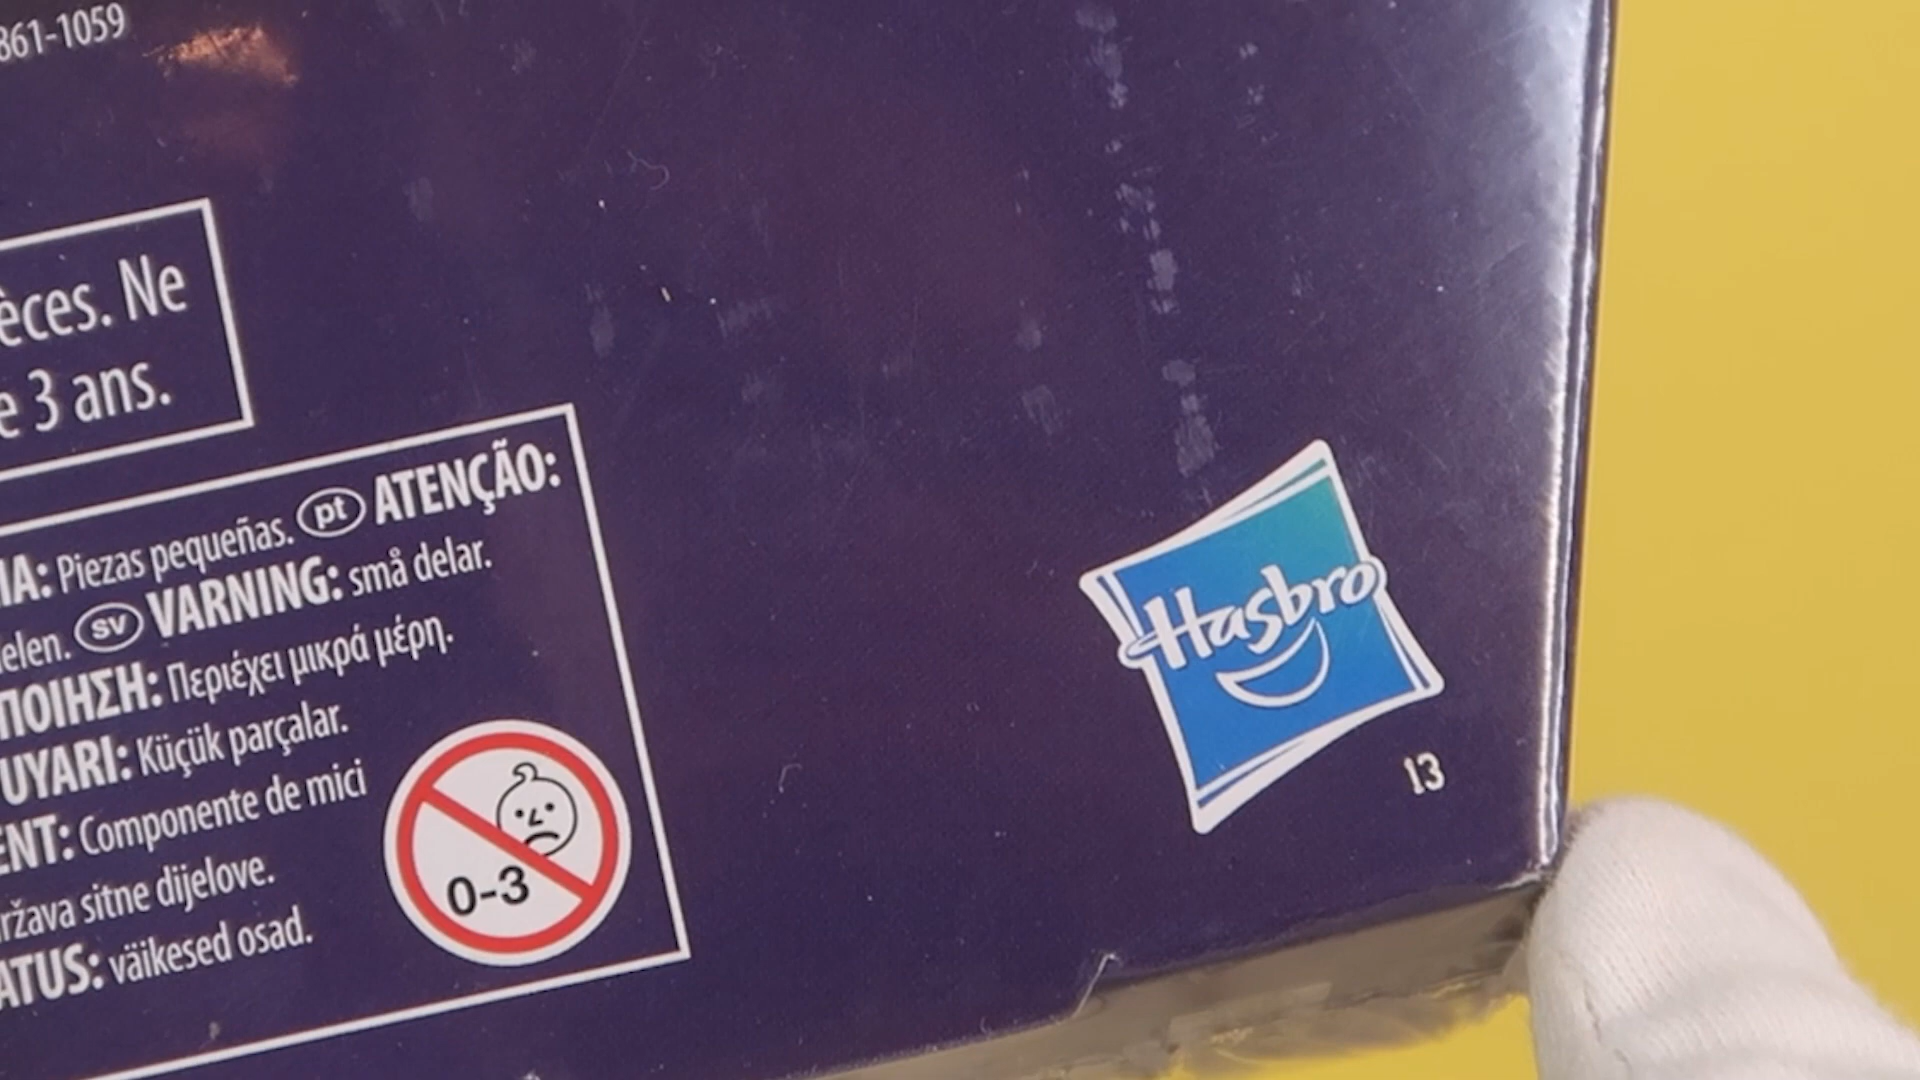 861-1059
èces. Ne
e 3 ans.
IA: Piezas pequeñas. pt ATENÇÃO:
elen. sv VARNING: små delar.
ΠΟΙΗΣΗ: Περιέχει μικρά μέρη.
UYARI: Küçük parçalar.
ENT: Componente de mici
ržava sitne dijelove.
ATUS: väikesed osad.
0-3
Hasbro
13